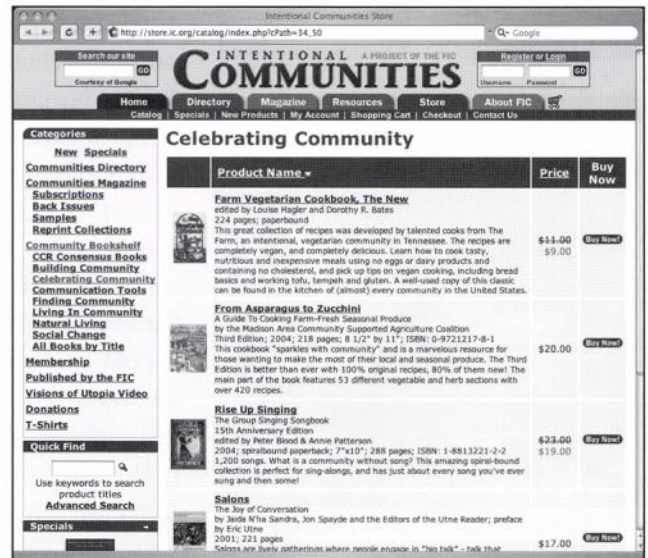 Intentional Communities Store
http://store.ic.org/catalog/index.php?cPath=34_50
Google
Search our site
GO
Courtesy of Google
INTENTIONAL A PROJECT OF THE FIC
COMMUNITIES
Register or Login
GO
Username Password
Home Directory Magazine Resources Store About FIC
Catalog | Specials | New Products | My Account | Shopping Cart | Checkout | Contact Us
Categories
New Specials
Communities Directory
Communities Magazine
Subscriptions
Back Issues
Samples
Reprint Collections
Community Bookshelf
CCR Consensus Books
Building Community
Celebrating Community
Communication Tools
Finding Community
Living In Community
Natural Living
Social Change
All Books by Title
Membership
Published by the FIC
Visions of Utopia Video
Donations
T-Shirts
Quick Find
Use keywords to search
product titles
Advanced Search
Specials
Celebrating Community
Product Name Price Buy Now
Farm Vegetarian Cookbook, The New
edited by Louise Hagler and Dorothy R. Bates
224 pages; paperbound
This great collection of recipes was developed by talented cooks from The
Farm, an intentional, vegetarian community in Tennessee. The recipes are
completely vegan, and completely delicious. Learn how to cook tasty,
nutritious and inexpensive meals using no eggs or dairy products and
containing no cholesterol, and pick up tips on vegan cooking, including bread
basics and working tofu, tempeh and gluten. A well-used copy of this classic
can be found in the kitchen of (almost) every community in the United States.
$11.00
$9.00
Buy Now!
From Asparagus to Zucchini
A Guide To Cooking Farm-Fresh Seasonal Produce
by the Madison Area Community Supported Agriculture Coalition
Third Edition; 2004; 218 pages; 8 1/2" by 11"; ISBN: 0-9721217-8-1
This cookbook "sparkles with community" and is a marvelous resource for
those wanting to make the most of their local and seasonal produce. The Third
Edition is better than ever with 100% original recipes, 80% of them new! The
main part of the book features 53 different vegetable and herb sections with
over 420 recipes.
$20.00
Buy Now!
Rise Up Singing
The Group Singing Songbook
15th Anniversary Edition
edited by Peter Blood & Annie Patterson
2004; spiralbound paperback; 7"x10"; 288 pages; ISBN: 1-8813221-2-2
1,200 songs. What is a community without song? This amazing spiral-bound
collection is perfect for sing-alongs, and has just about every song you've ever
sung and then some!
$23.00
$19.00
Buy Now!
Salons
The Joy of Conversation
by Jaida N'ha Sandra, Jon Spayde and the Editors of the Utne Reader; preface
by Eric Utne
2001; 221 pages
Salons are lively gatherings where people engage in "big talk" - talk that
$17.00
Buy Now!